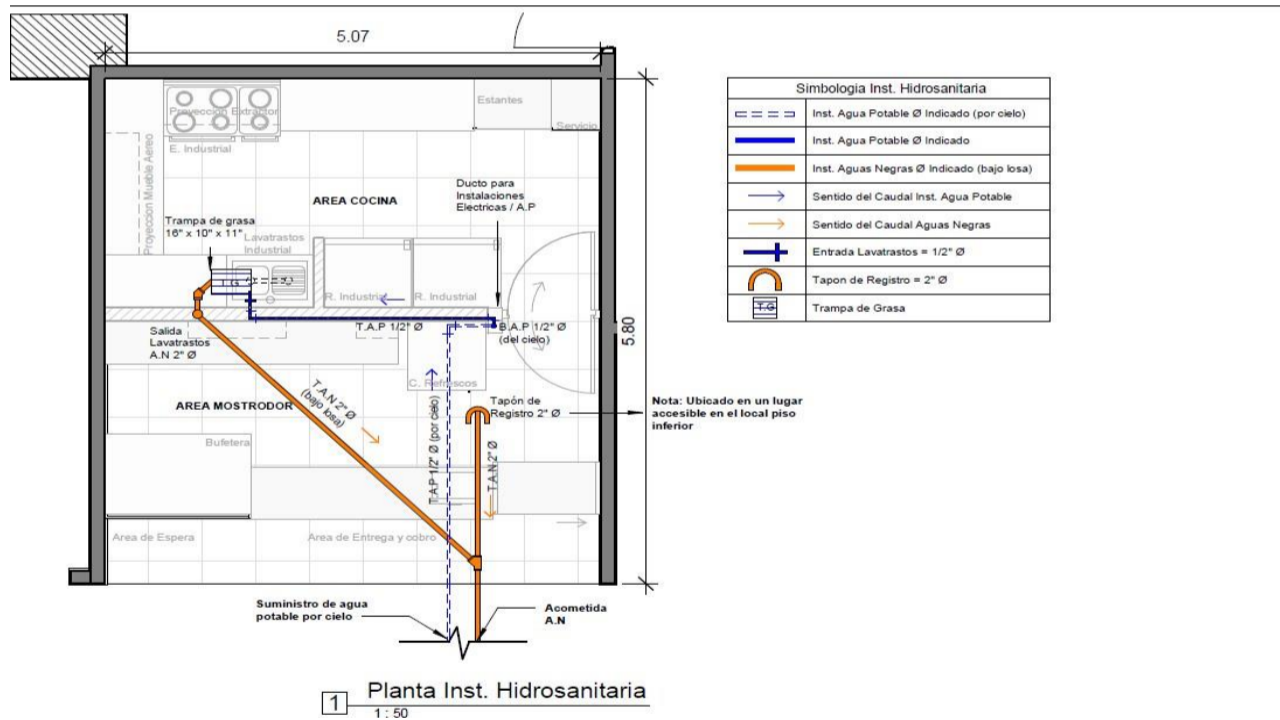 5.07
Proyeccion Extractor
E. Industrial
Estantes
Servicio
Proyeccion Mueble Aereo
AREA COCINA
Ducto para
Instalaciones
Electricas / A.P
Trampa de grasa
16" x 10" x 11"
Lavatrastos
Industrial
T.G
R. Industrial
R. Industrial
T.A.P 1/2" Ø
B.A.P 1/2" Ø
(del cielo)
Salida
Lavatrastos
A.N 2" Ø
5.80
C. Refrescos
AREA MOSTRODOR
T.A.N 2" Ø
(bajo losa)
T.A.P 1/2" Ø (por cielo)
Tapón de
Registro 2" Ø
T.A.N 2" Ø
Nota: Ubicado en un lugar
accesible en el local piso
inferior
Bufetera
Area de Espera
Area de Entrega y cobro
Suministro de agua
potable por cielo
Acometida
A.N
1
Planta Inst. Hidrosanitaria
1 : 50
Simbologia Inst. Hidrosanitaria
Inst. Agua Potable Ø Indicado (por cielo)
Inst. Agua Potable Ø Indicado
Inst. Aguas Negras Ø Indicado (bajo losa)
Sentido del Caudal Inst. Agua Potable
Sentido del Caudal Aguas Negras
Entrada Lavatrastos = 1/2" Ø
Tapon de Registro = 2" Ø
T.G
Trampa de Grasa